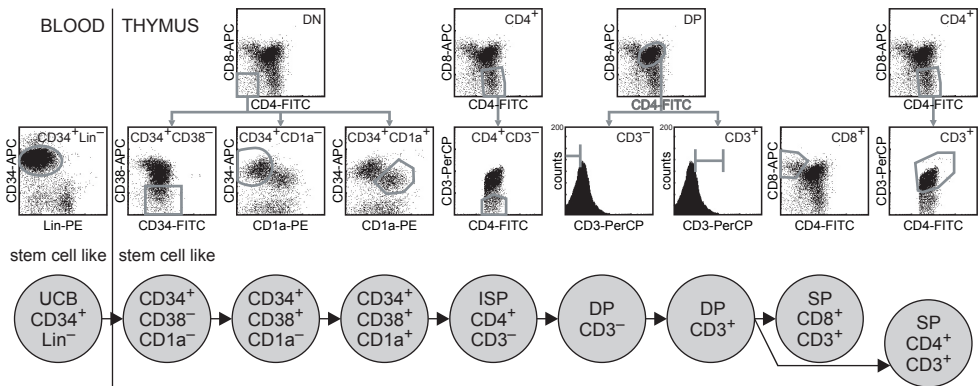 BLOOD
THYMUS
DN
CD8-APC
CD4-FITC
CD4⁺
CD8-APC
CD4-FITC
DP
CD8-APC
CD4-FITC
CD4⁺
CD8-APC
CD4-FITC
CD34⁺Lin⁻
CD34-APC
Lin-PE
CD34⁺CD38⁻
CD38-APC
CD34-FITC
CD34⁺CD1a⁻
CD34-APC
CD1a-PE
CD34⁺CD1a⁺
CD34-APC
CD1a-PE
CD4⁺CD3⁻
CD3-PerCP
CD4-FITC
200
CD3⁻
counts
CD3-PerCP
200
CD3⁺
counts
CD3-PerCP
CD8⁺
CD8-APC
CD4-FITC
CD3⁺
CD3-PerCP
CD4-FITC
stem cell like
stem cell like
UCB
CD34⁺
Lin⁻
CD34⁺
CD38⁻
CD1a⁻
CD34⁺
CD38⁺
CD1a⁻
CD34⁺
CD38⁺
CD1a⁺
ISP
CD4⁺
CD3⁻
DP
CD3⁻
DP
CD3⁺
SP
CD8⁺
CD3⁺
SP
CD4⁺
CD3⁺